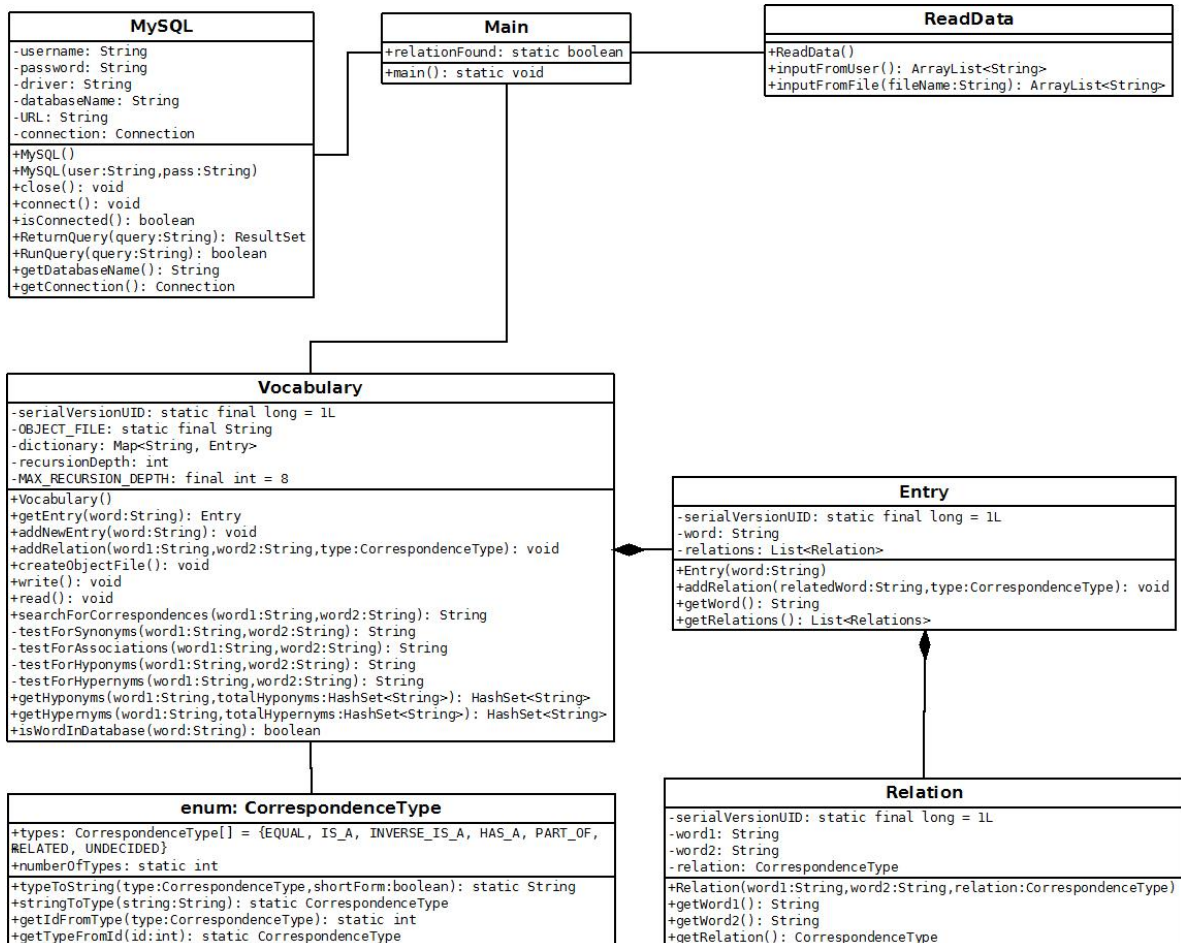 MySQL
-username: String
-password: String
-driver: String
-databaseName: String
-URL: String
-connection: Connection
+MySQL()
+MySQL(user:String,pass:String)
+close(): void
+connect(): void
+isConnected(): boolean
+ReturnQuery(query:String): ResultSet
+RunQuery(query:String): boolean
+getDatabaseName(): String
+getConnection(): Connection
Main
+relationFound: static boolean
+main(): static void
ReadData
+ReadData()
+inputFromUser(): ArrayList<String>
+inputFromFile(fileName:String): ArrayList<String>
Vocabulary
-serialVersionUID: static final long = 1L
-OBJECT_FILE: static final String
-dictionary: Map<String, Entry>
-recursionDepth: int
-MAX_RECURSION_DEPTH: final int = 8
+Vocabulary()
+getEntry(word:String): Entry
+addNewEntry(word:String): void
+addRelation(word1:String,word2:String,type:CorrespondenceType): void
+createObjectFile(): void
+write(): void
+read(): void
+searchForCorrespondences(word1:String,word2:String): String
-testForSynonyms(word1:String,word2:String): String
-testForAssociations(word1:String,word2:String): String
-testForHyponyms(word1:String,word2:String): String
-testForHypernyms(word1:String,word2:String): String
+getHyponyms(word1:String,totalHyponyms:HashSet<String>): HashSet<String>
+getHypernyms(word1:String,totalHypernyms:HashSet<String>): HashSet<String>
+isWordInDatabase(word:String): boolean
Entry
-serialVersionUID: static final long = 1L
-word: String
-relations: List<Relation>
+Entry(word:String)
+addRelation(relatedWord:String,type:CorrespondenceType): void
+getWord(): String
+getRelations(): List<Relations>
enum: CorrespondenceType
+types: CorrespondenceType[] = {EQUAL, IS_A, INVERSE_IS_A, HAS_A, PART_OF,
RELATED, UNDECIDED}
+numberOfTypes: static int
+typeToString(type:CorrespondenceType,shortForm:boolean): static String
+stringToType(string:String): static CorrespondenceType
+getIdFromType(type:CorrespondenceType): static int
+getTypeFromId(id:int): static CorrespondenceType
Relation
-serialVersionUID: static final long = 1L
-word1: String
-word2: String
-relation: CorrespondenceType
+Relation(word1:String,word2:String,relation:CorrespondenceType)
+getWord1(): String
+getWord2(): String
+getRelation(): CorrespondenceType